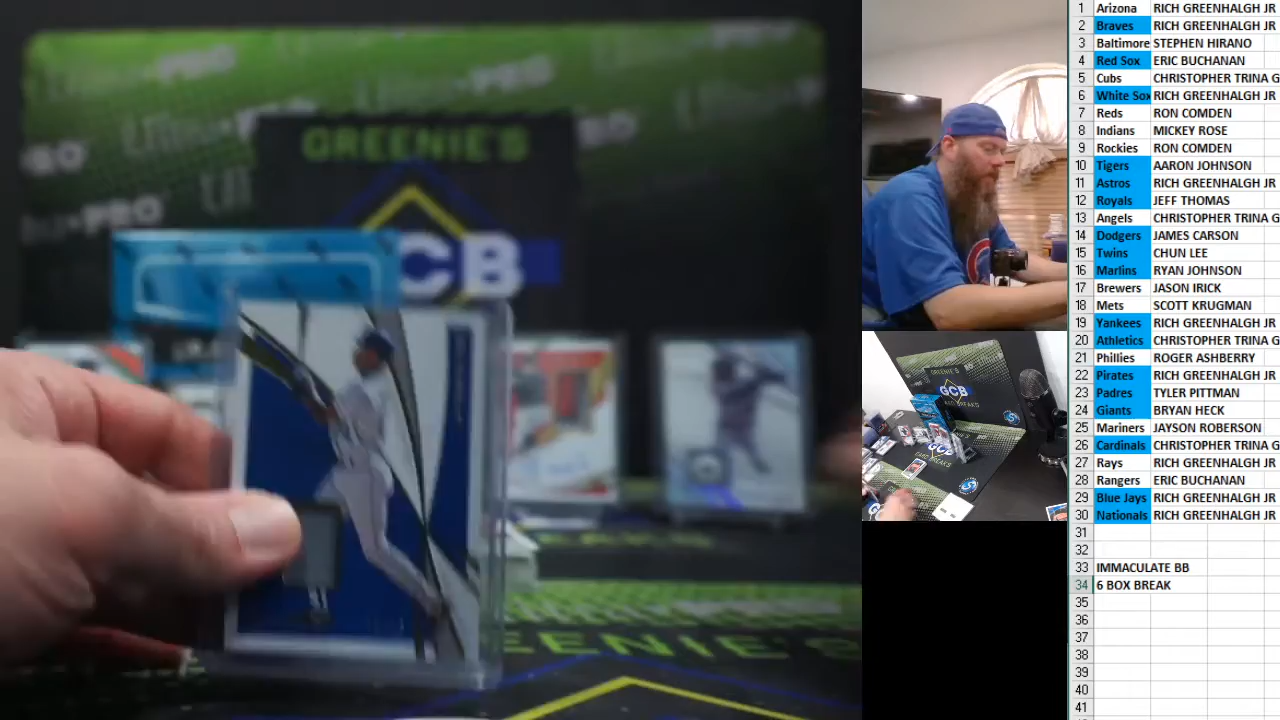 GREENIE'S
CB
PRO
1 Arizona RICH GREENHALGH JR
2 Braves RICH GREENHALGH JR
3 Baltimore STEPHEN HIRANO
4 Red Sox ERIC BUCHANAN
5 Cubs CHRISTOPHER TRINA G
6 White Sox RICH GREENHALGH JR
7 Reds RON COMDEN
8 Indians MICKEY ROSE
9 Rockies RON COMDEN
10 Tigers AARON JOHNSON
11 Astros RICH GREENHALGH JR
12 Royals JEFF THOMAS
13 Angels CHRISTOPHER TRINA G
14 Dodgers JAMES CARSON
15 Twins CHUN LEE
16 Marlins RYAN JOHNSON
17 Brewers JASON IRICK
18 Mets SCOTT KRUGMAN
19 Yankees RICH GREENHALGH JR
20 Athletics CHRISTOPHER TRINA G
21 Phillies ROGER ASHBERRY
22 Pirates RICH GREENHALGH JR
23 Padres TYLER PITTMAN
24 Giants BRYAN HECK
25 Mariners JAYSON ROBERSON
26 Cardinals CHRISTOPHER TRINA G
27 Rays RICH GREENHALGH JR
28 Rangers ERIC BUCHANAN
29 Blue Jays RICH GREENHALGH JR
30 Nationals RICH GREENHALGH JR
31
32
33 IMMACULATE BB
34 6 BOX BREAK
35
36
37
38
39
40
41
GREENIE'S
GCB
CARD BREAKS
EENIE'S